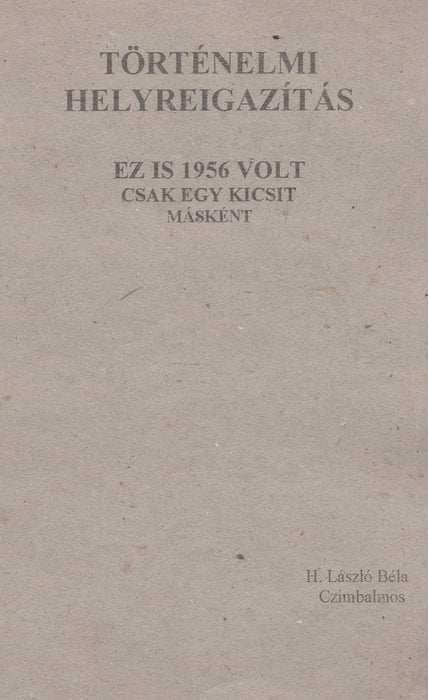 TÖRTÉNELMI
HELYREIGAZÍTÁS
EZ IS 1956 VOLT
CSAK EGY KICSIT
MÁSKÉNT
H. László Béla
Czimbalmos